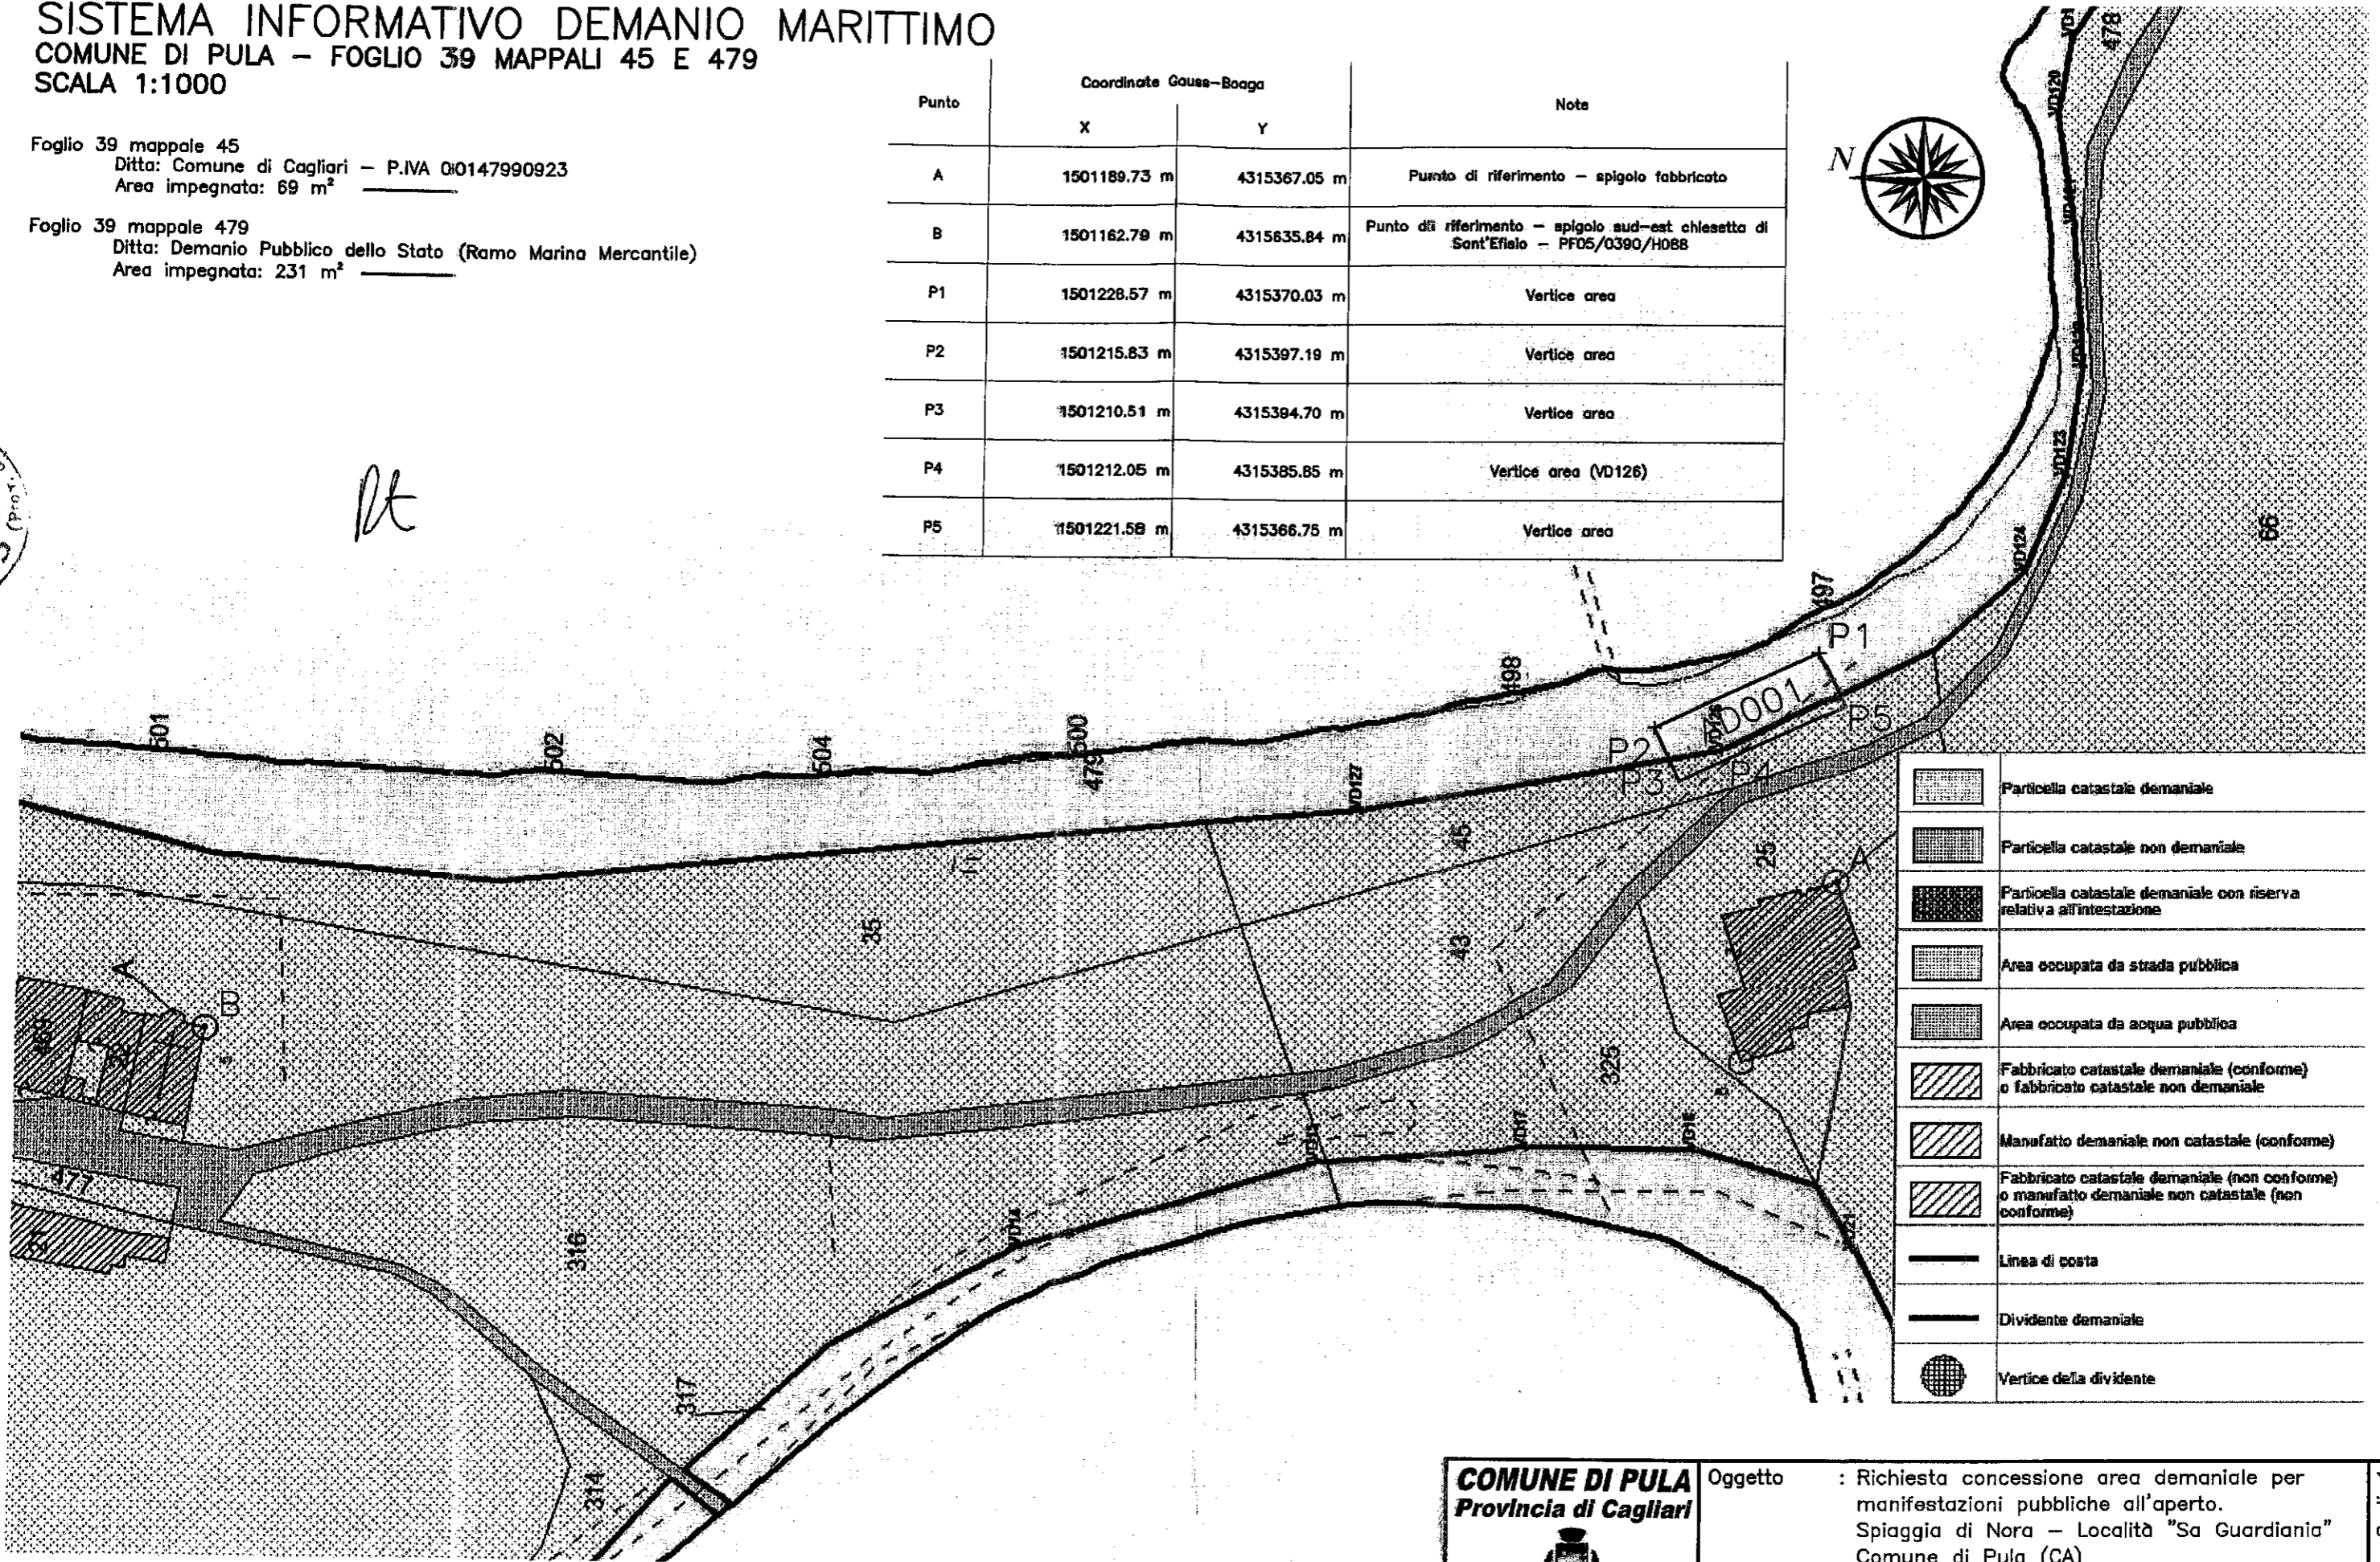 SISTEMA INFORMATIVO DEMANIO MARITTIMO
COMUNE DI PULA – FOGLIO 39 MAPPALI 45 E 479
SCALA 1:1000
Foglio 39 mappale 45
Ditta: Comune di Cagliari – P.IVA 00147990923
Area impegnata: 69 m²
Foglio 39 mappale 479
Ditta: Demanio Pubblico dello Stato (Ramo Marina Mercantile)
Area impegnata: 231 m²
Punto Coordinate Gauss–Boaga Note
X Y
A 1501189.73 m 4315367.05 m Punto di riferimento – spigolo fabbricato
B 1501162.79 m 4315635.84 m Punto di riferimento – spigolo sud–est chiesetta di
Sant'Efisio – PF05/0390/H088
P1 1501228.57 m 4315370.03 m Vertice area
P2 1501215.83 m 4315397.19 m Vertice area
P3 1501210.51 m 4315394.70 m Vertice area
P4 1501212.05 m 4315385.85 m Vertice area (VD126)
P5 1501221.58 m 4315366.75 m Vertice area
N
478
VD120
VD123
VD124
66
497
P1
498
AD001
P5
P2
P3
P4
501
502
504
500
479
VD127
45
25
A
35
43
B
469
22
325
VD17
VD18
VD14
477
316
317
314
Particella catastale demaniale
Particella catastale non demaniale
Particella catastale demaniale con riserva
relativa all'intestazione
Area occupata da strada pubblica
Area occupata da acqua pubblica
Fabbricato catastale demaniale (conforme)
o fabbricato catastale non demaniale
Manufatto demaniale non catastale (conforme)
Fabbricato catastale demaniale (non conforme)
o manufatto demaniale non catastale (non
conforme)
Linea di costa
Dividente demaniale
Vertice della dividente
COMUNE DI PULA
Provincia di Cagliari
Oggetto : Richiesta concessione area demaniale per
manifestazioni pubbliche all'aperto.
Spiaggia di Nora – Località "Sa Guardiania"
Comune di Pula (CA)